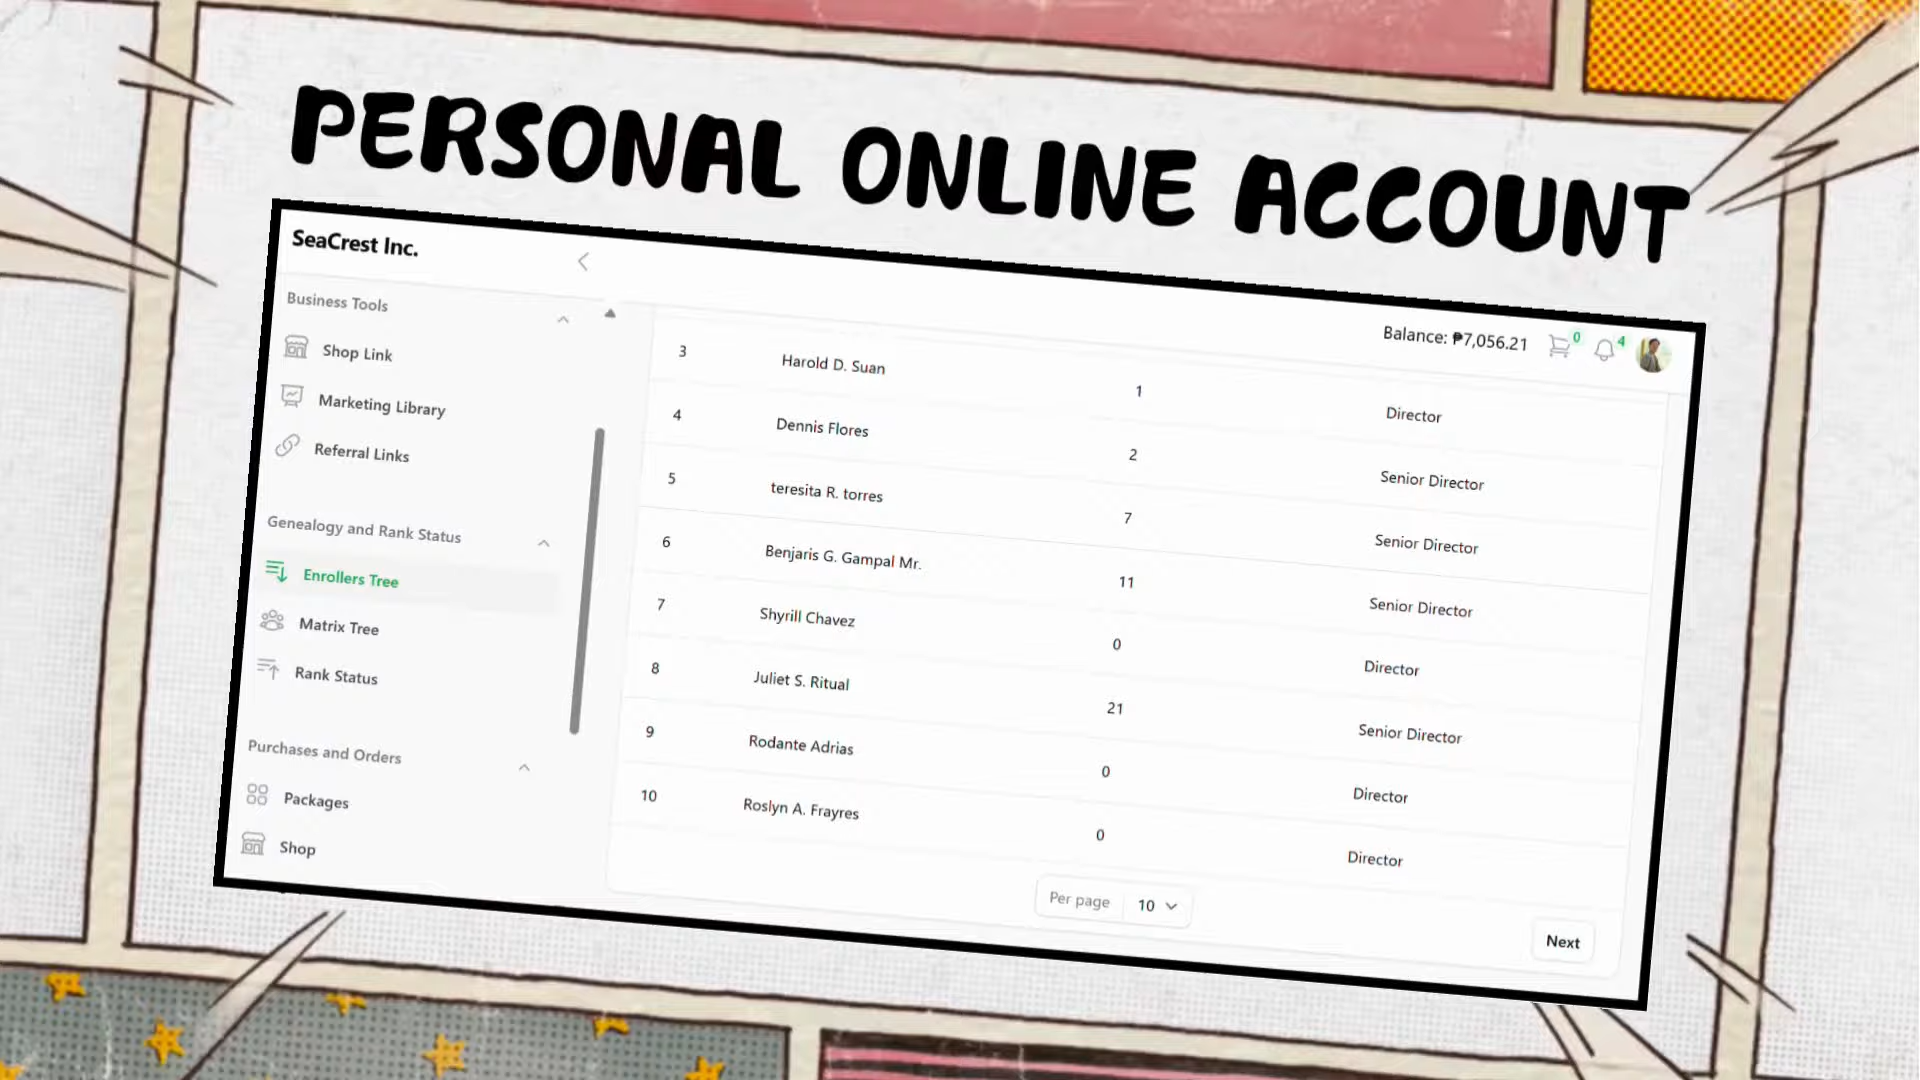 PERSONAL ONLINE ACCOUNT
SeaCrest Inc.
Balance: ₱7,056.21
0
4
Business Tools
Shop Link
Marketing Library
Referral Links
Genealogy and Rank Status
Enrollers Tree
Matrix Tree
Rank Status
Purchases and Orders
Packages
Shop
3 Harold D. Suan 1 Director
4 Dennis Flores 2 Senior Director
5 teresita R. torres 7 Senior Director
6 Benjaris G. Gampal Mr. 11 Senior Director
7 Shyrill Chavez 0 Director
8 Juliet S. Ritual 21 Senior Director
9 Rodante Adrias 0 Director
10 Roslyn A. Frayres 0 Director
Per page 10
Next